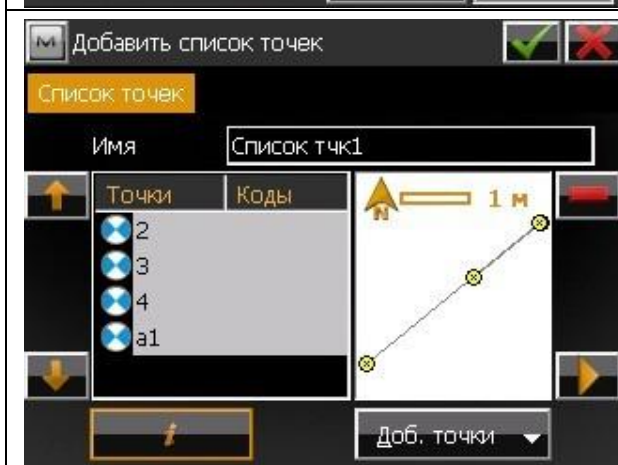 M Добавить список точек
Список точек
Имя Список тчк1
Точки Коды
N 1 м
2
3
4
a1
i Доб. точки